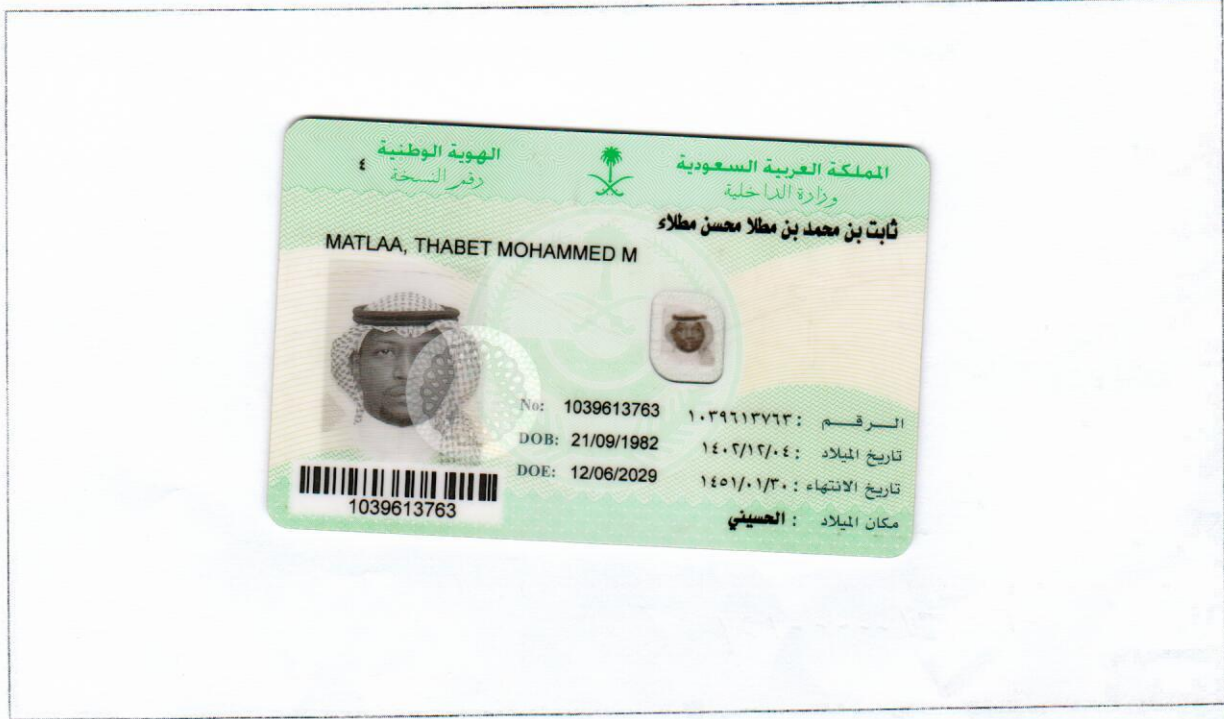 المملكة العربية السعودية
وزارة الداخلية
الهوية الوطنية
رقم النسخة ٤
ثابت بن محمد بن مطلا محسن مطلاء
MATLAA, THABET MOHAMMED M
No: 1039613763
الرقم : ١٠٣٩٦١٣٧٦٣
DOB: 21/09/1982
تاريخ الميلاد : ١٤٠٢/١٢/٠٤
DOE: 12/06/2029
تاريخ الانتهاء : ١٤٥١/٠١/٣٠
مكان الميلاد : الحسيني
1039613763